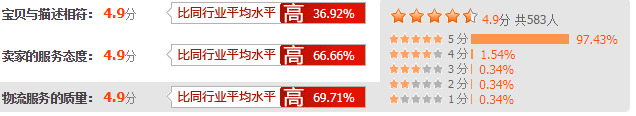 宝贝与描述相符： 4.9分 比同行业平均水平 高 36.92%
卖家的服务态度： 4.9分 比同行业平均水平 高 66.66%
物流服务的质量： 4.9分 比同行业平均水平 高 69.71%
4.9分 共583人
5 分 97.43%
4 分 1.54%
3 分 0.34%
2 分 0.34%
1 分 0.34%